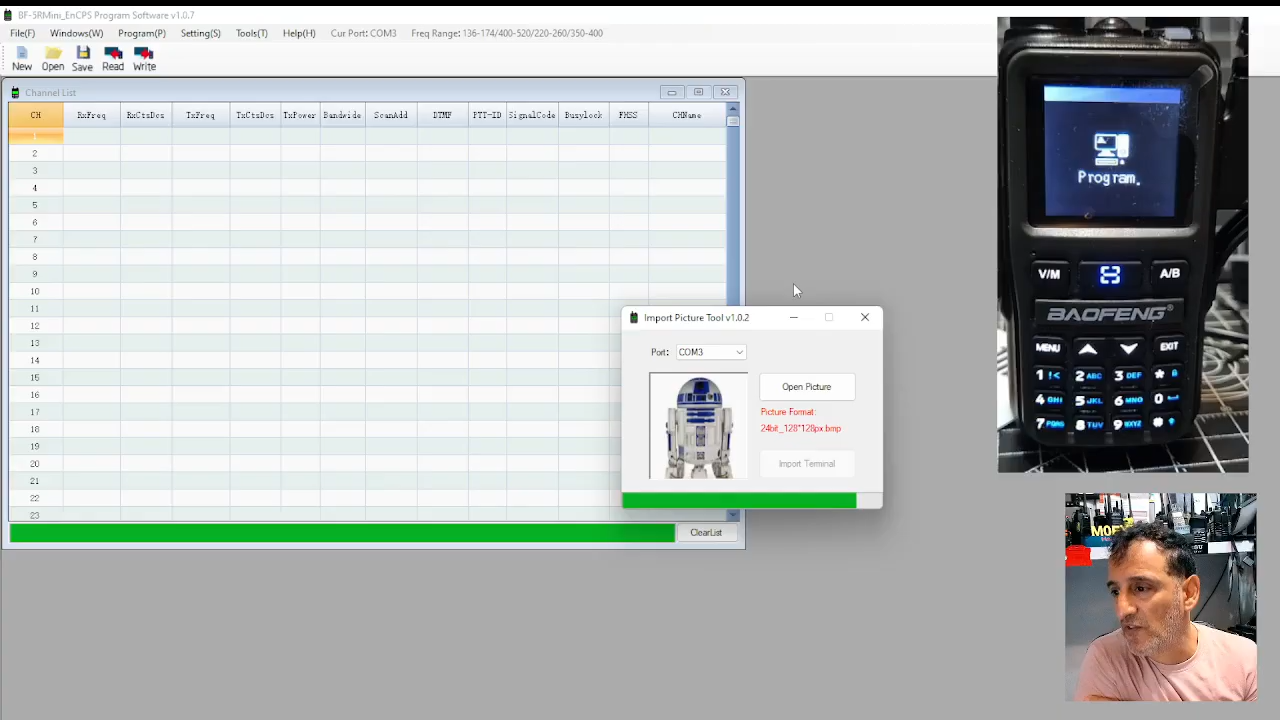 BF-5RMini_EnCPS Program Software v1.0.7
File(F) Windows(W) Program(P) Setting(S) Tools(T) Help(H) Freq Range: 136-174/400-520/220-260/350-400
New Open Save Read Write
Channel List
CH RxFreq RxCtsDcs TxCtsDcs TxPower Bandwide ScanAdd DTMF PTT-ID SignalCode Busylock FHSS CHName
1
2
3
4
5
6
7
8
9
10
11
12
13
14
15
16
17
18
19
20
21
22
23
ClearList
Import Picture Tool v1.0.2
Port: COM3
Open Picture
Picture Format:
24bit_128*128px.bmp
Import Terminal
Program.
V/M A/B
BAOFENG®
MENU EXIT
1 2 ABC 3 DEF *
4 GHI 5 JKL 6 MNO 0
7 PQRS 8 TUV 9 WXYZ #